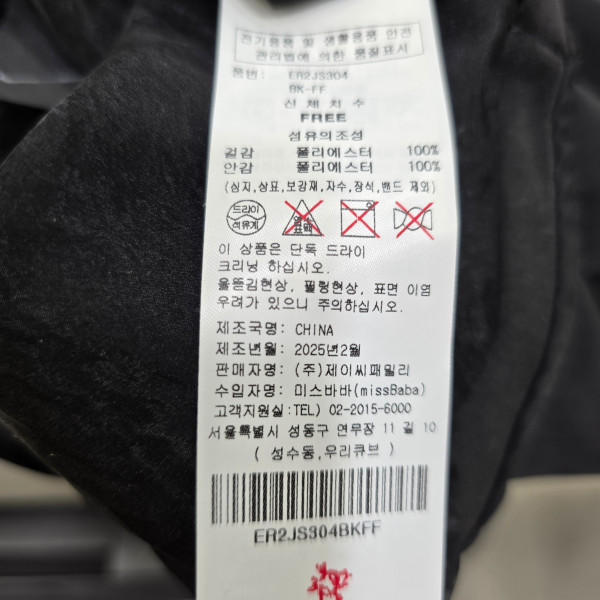 전기용품 및 생활용품 안전
관리법에 의한 품질표시
품번: ER2JS304
BK-FF
신체치수
FREE
섬유의조성
겉감 폴리에스터 100%
안감 폴리에스터 100%
(심지,상표,보강재,자수,장석,밴드 제외)
드라이
석유계
표백
이 상품은 단독 드라이
크리닝 하십시오.
올뜯김현상, 필링현상, 표면 이염
우려가 있으니 주의하십시오.
제조국명: CHINA
제조년월: 2025년2월
판매자명: (주)제이씨패밀리
수입자명: 미스바바(missBaba)
고객지원실:TEL) 02-2015-6000
서울특별시 성동구 연무장 11 길 10
( 성수동,우리큐브 )
ER2JS304BKFF